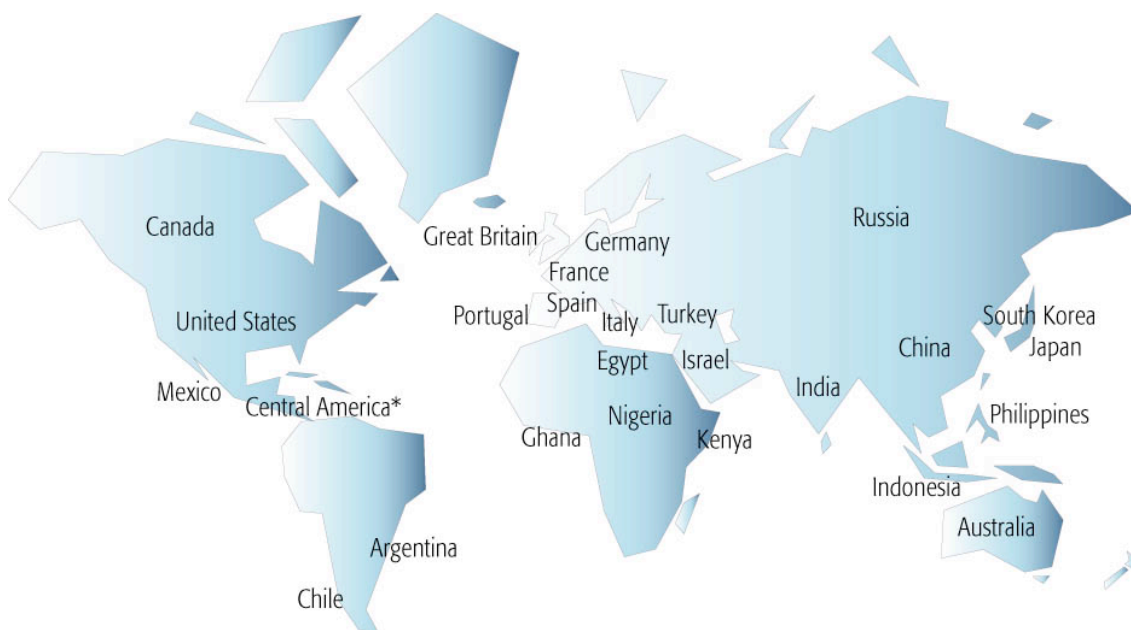 Canada
Russia
Great Britain
Germany
France
Spain
Portugal
Italy
Turkey
South Korea
United States
China
Japan
Egypt
Israel
Mexico
India
Central America*
Nigeria
Philippines
Ghana
Kenya
Indonesia
Australia
Argentina
Chile